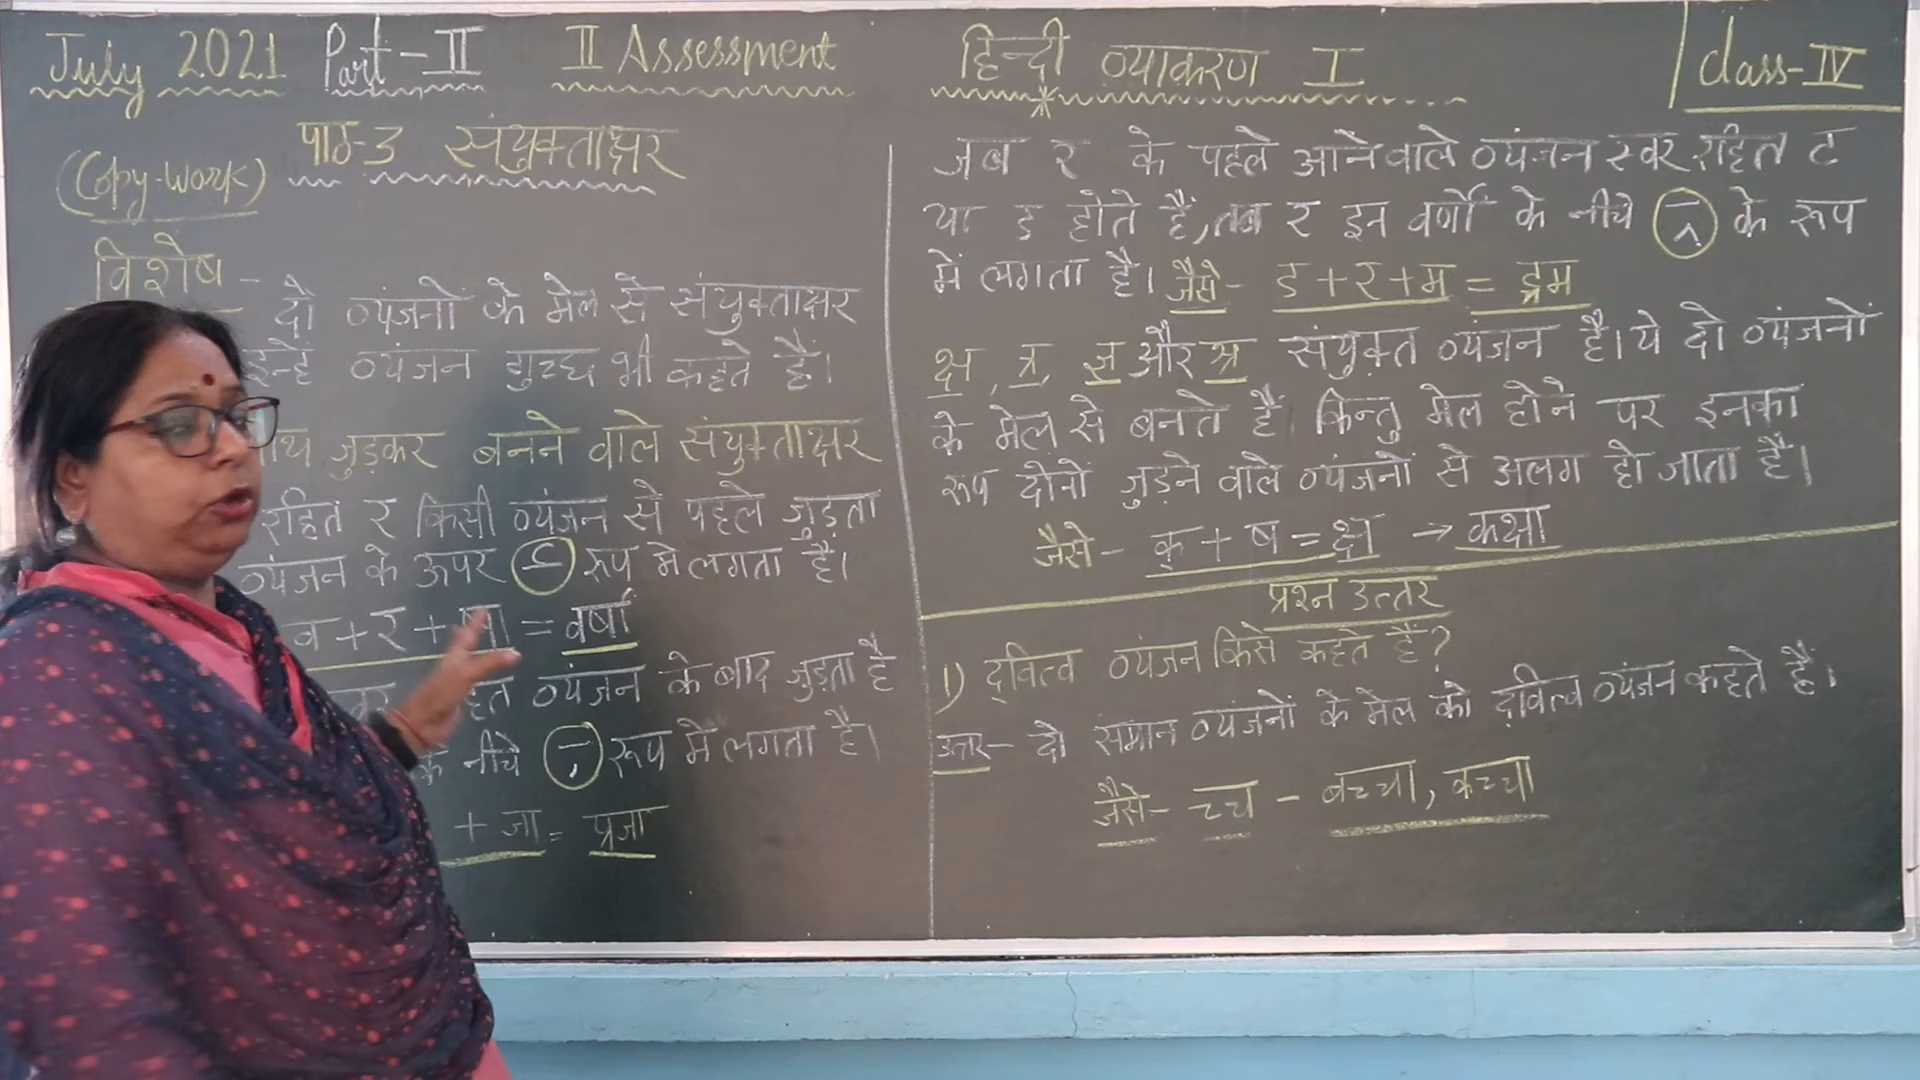 July 2021 Part-II II Assessment हिन्दी व्याकरण I Class-IV
पाठ-3 संयुक्ताक्षर
(Copy-work)
विशेष -
दो व्यंजनों के मेल से संयुक्ताक्षर
इन्हें व्यंजन गुच्छ भी कहते हैं।
जुड़कर बनने वाले संयुक्ताक्षर
रहित र किसी व्यंजन से पहले जुड़ता
व्यंजन के ऊपर रूप मे लगता है।
व + र + षा = वर्षा
व्यंजन के बाद जुड़ता है
के नीचे रूप में लगता है।
+ जा = प्रजा
जब र के पहले आने वाले व्यंजन स्वर रहित ट
या ड होते हैं, तब र इन वर्णों के नीचे के रूप
में लगता है। जैसे - ड + र + म = ड्रम
क्ष, त्र, ज्ञ और श्र संयुक्त व्यंजन है। ये दो व्यंजनों
के मेल से बनते है। किन्तु मेल होने पर इनका
रूप दोनो जुड़ने वाले व्यंजनों से अलग हो जाता है।
जैसे - क् + ष = क्ष → कक्षा
प्रश्न उत्तर
1) द्वित्व व्यंजन किसे कहते हैं?
उत्तर - दो समान व्यंजनों के मेल को द्वित्व व्यंजन कहते हैं।
जैसे - च्च - बच्चा, कच्चा